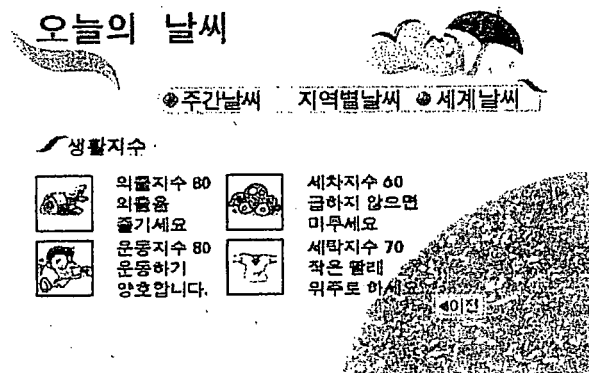 오늘의 날씨
주간날씨 지역별날씨 세계날씨
생활지수
외출지수 80
외출을
즐기세요
세차지수 60
급하지 않으면
미루세요
운동지수 80
운동하기
양호합니다.
세탁지수 70
작은 빨래
위주로 하세요
◀이전